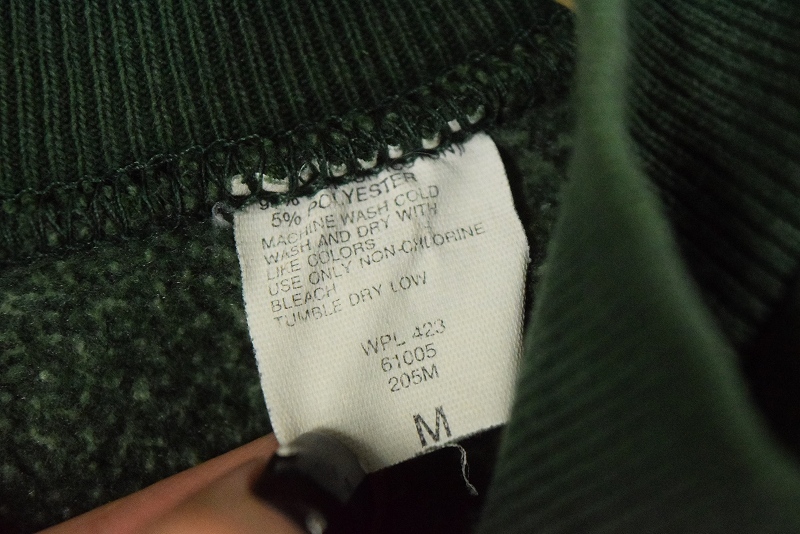 5% POLYESTER
MACHINE WASH COLD
WASH AND DRY WITH
LIKE COLORS
USE ONLY NON-CHLORINE
BLEACH
TUMBLE DRY LOW
WPL 423
61005
205M
M